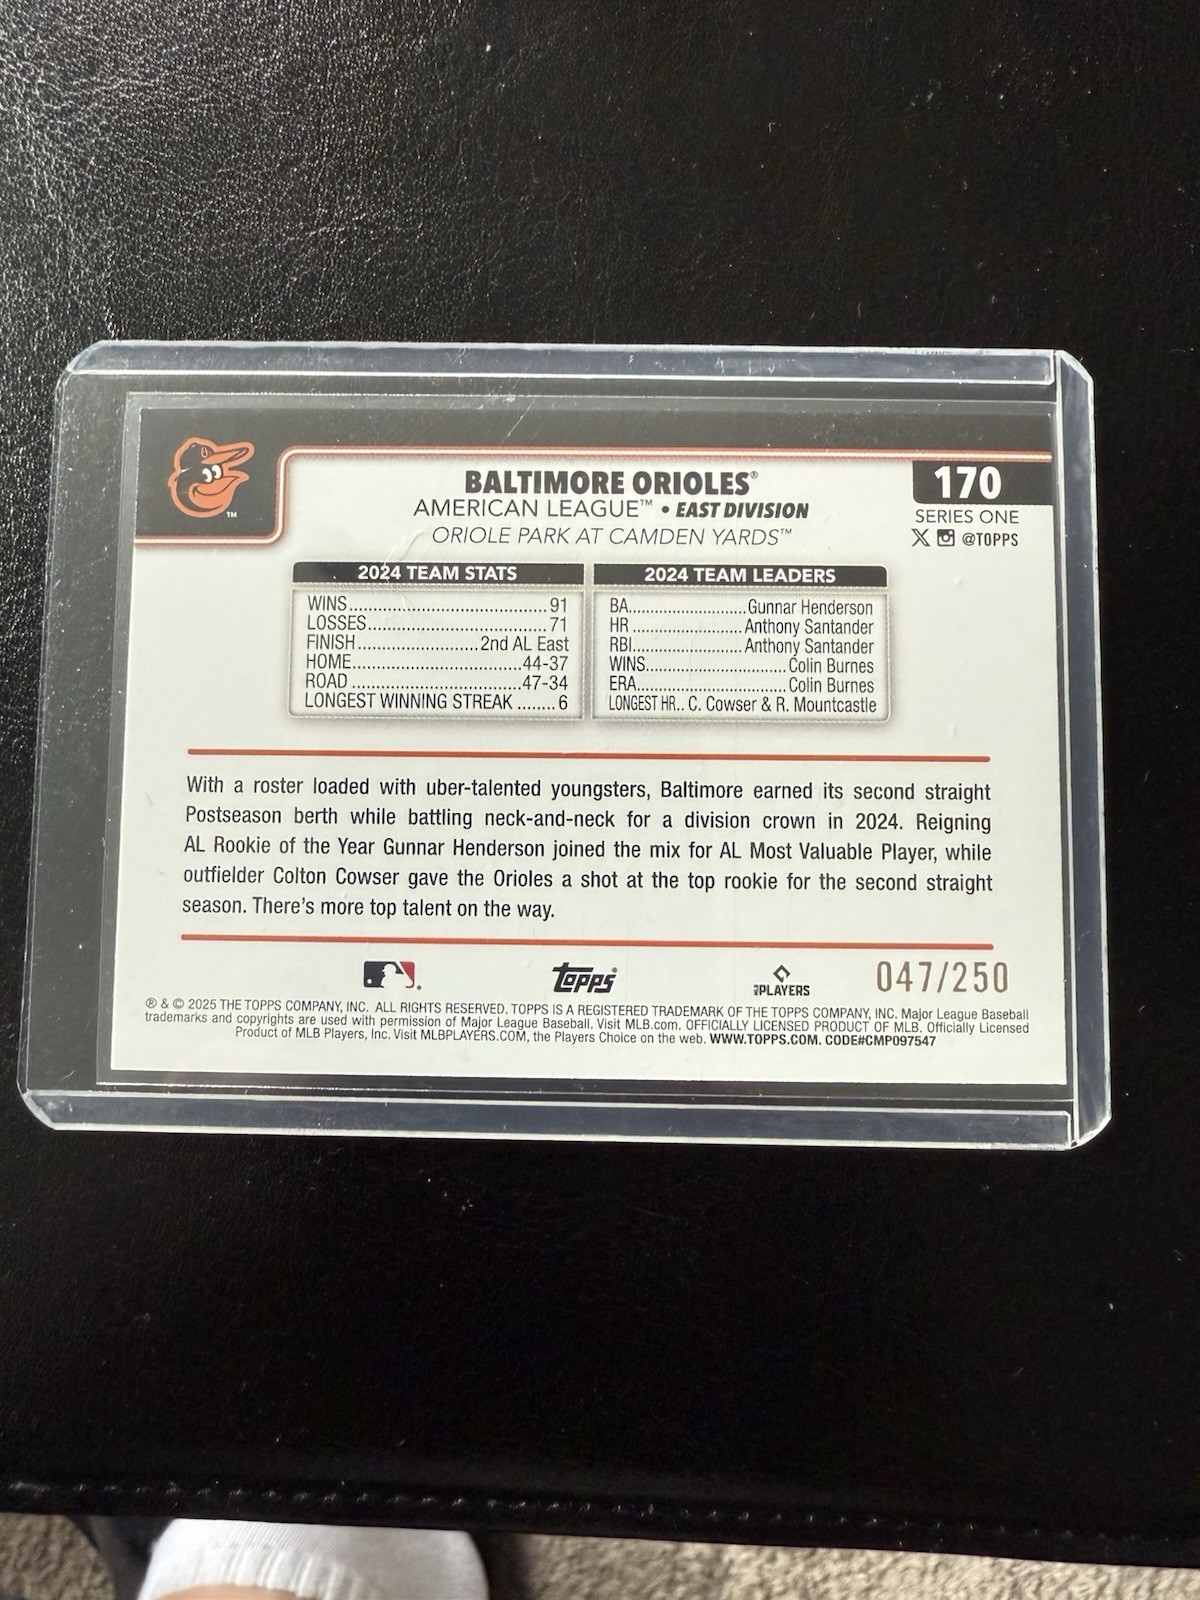 BALTIMORE ORIOLES®
AMERICAN LEAGUE™ • EAST DIVISION
ORIOLE PARK AT CAMDEN YARDS™
TM
170
SERIES ONE
@TOPPS
2024 TEAM STATS
WINS........................................91
LOSSES....................................71
FINISH.........................2nd AL East
HOME...................................44-37
ROAD...................................47-34
LONGEST WINNING STREAK ........6
2024 TEAM LEADERS
BA........................Gunnar Henderson
HR.......................Anthony Santander
RBI......................Anthony Santander
WINS.............................Colin Burnes
ERA...............................Colin Burnes
LONGEST HR.. C. Cowser & R. Mountcastle
With a roster loaded with uber-talented youngsters, Baltimore earned its second straight
Postseason berth while battling neck-and-neck for a division crown in 2024. Reigning
AL Rookie of the Year Gunnar Henderson joined the mix for AL Most Valuable Player, while
outfielder Colton Cowser gave the Orioles a shot at the top rookie for the second straight
season. There's more top talent on the way.
topps®
MLB PLAYERS
047/250
® & © 2025 THE TOPPS COMPANY, INC. ALL RIGHTS RESERVED. TOPPS IS A REGISTERED TRADEMARK OF THE TOPPS COMPANY, INC. Major League Baseball
trademarks and copyrights are used with permission of Major League Baseball. Visit MLB.com. OFFICIALLY LICENSED PRODUCT OF MLB. Officially Licensed
Product of MLB Players, Inc. Visit MLBPLAYERS.COM, the Players Choice on the web. WWW.TOPPS.COM. CODE#CMP097547